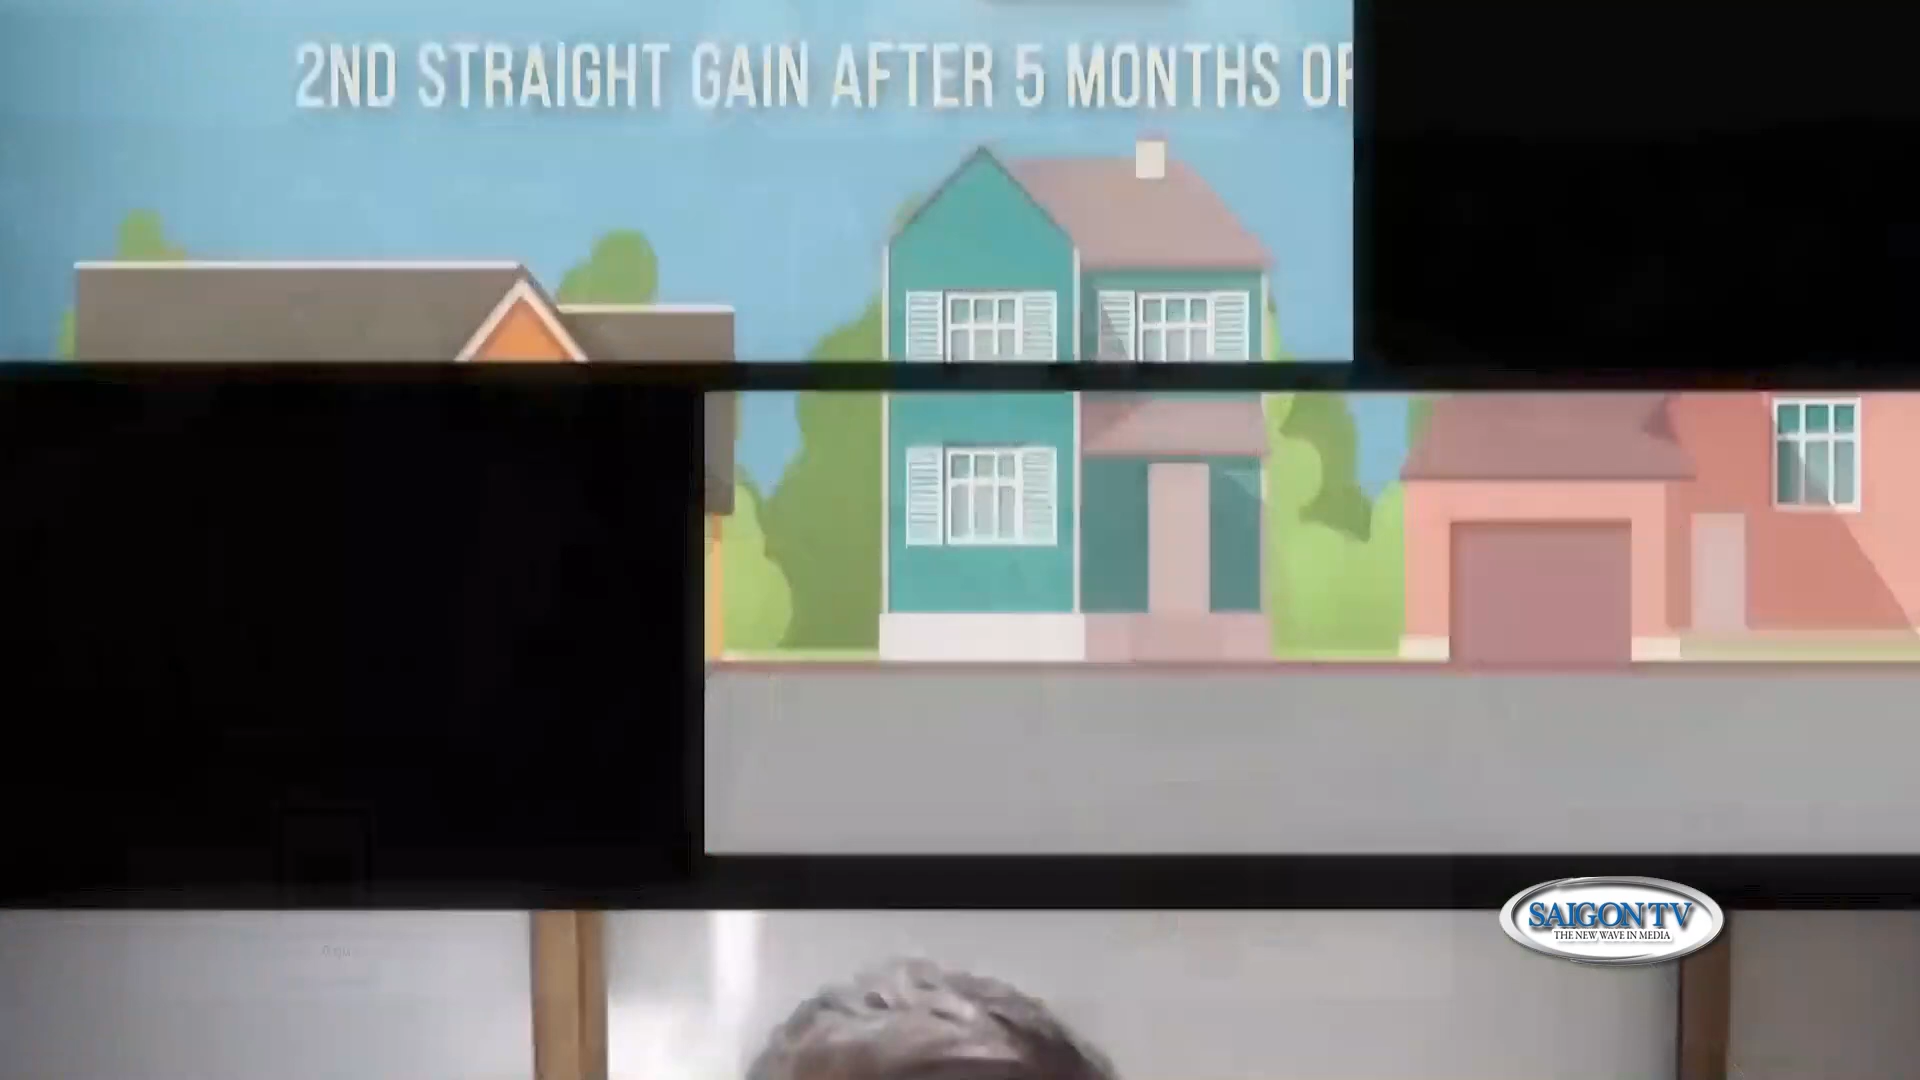 2ND STRAIGHT GAIN AFTER 5 MONTHS OF
SAIGON TV
THE NEW WAVE IN MEDIA